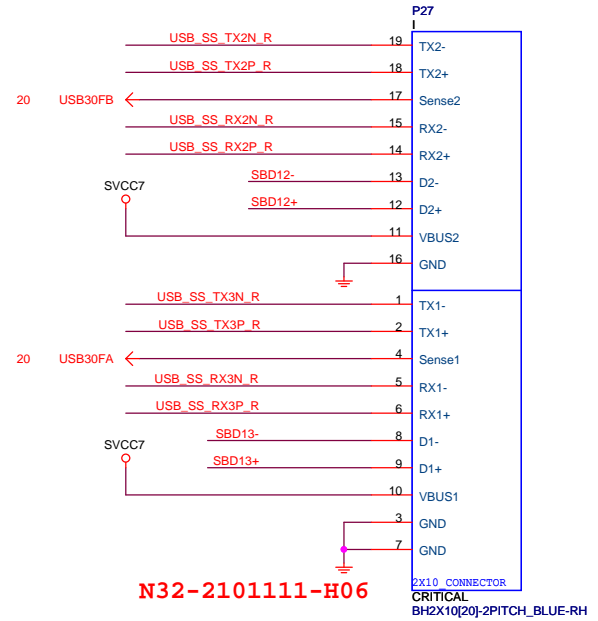 P27
I
USB_SS_TX2N_R 19 TX2-
USB_SS_TX2P_R 18 TX2+
20 USB30FB 17 Sense2
USB_SS_RX2N_R 15 RX2-
USB_SS_RX2P_R 14 RX2+
SBD12- 13 D2-
SVCC7
SBD12+ 12 D2+
11 VBUS2
16 GND
USB_SS_TX3N_R 1 TX1-
USB_SS_TX3P_R 2 TX1+
20 USB30FA 4 Sense1
USB_SS_RX3N_R 5 RX1-
USB_SS_RX3P_R 6 RX1+
SBD13- 8 D1-
SVCC7
SBD13+ 9 D1+
10 VBUS1
3 GND
7 GND
N32-2101111-H06
2X10_CONNECTOR
CRITICAL
BH2X10[20]-2PITCH_BLUE-RH